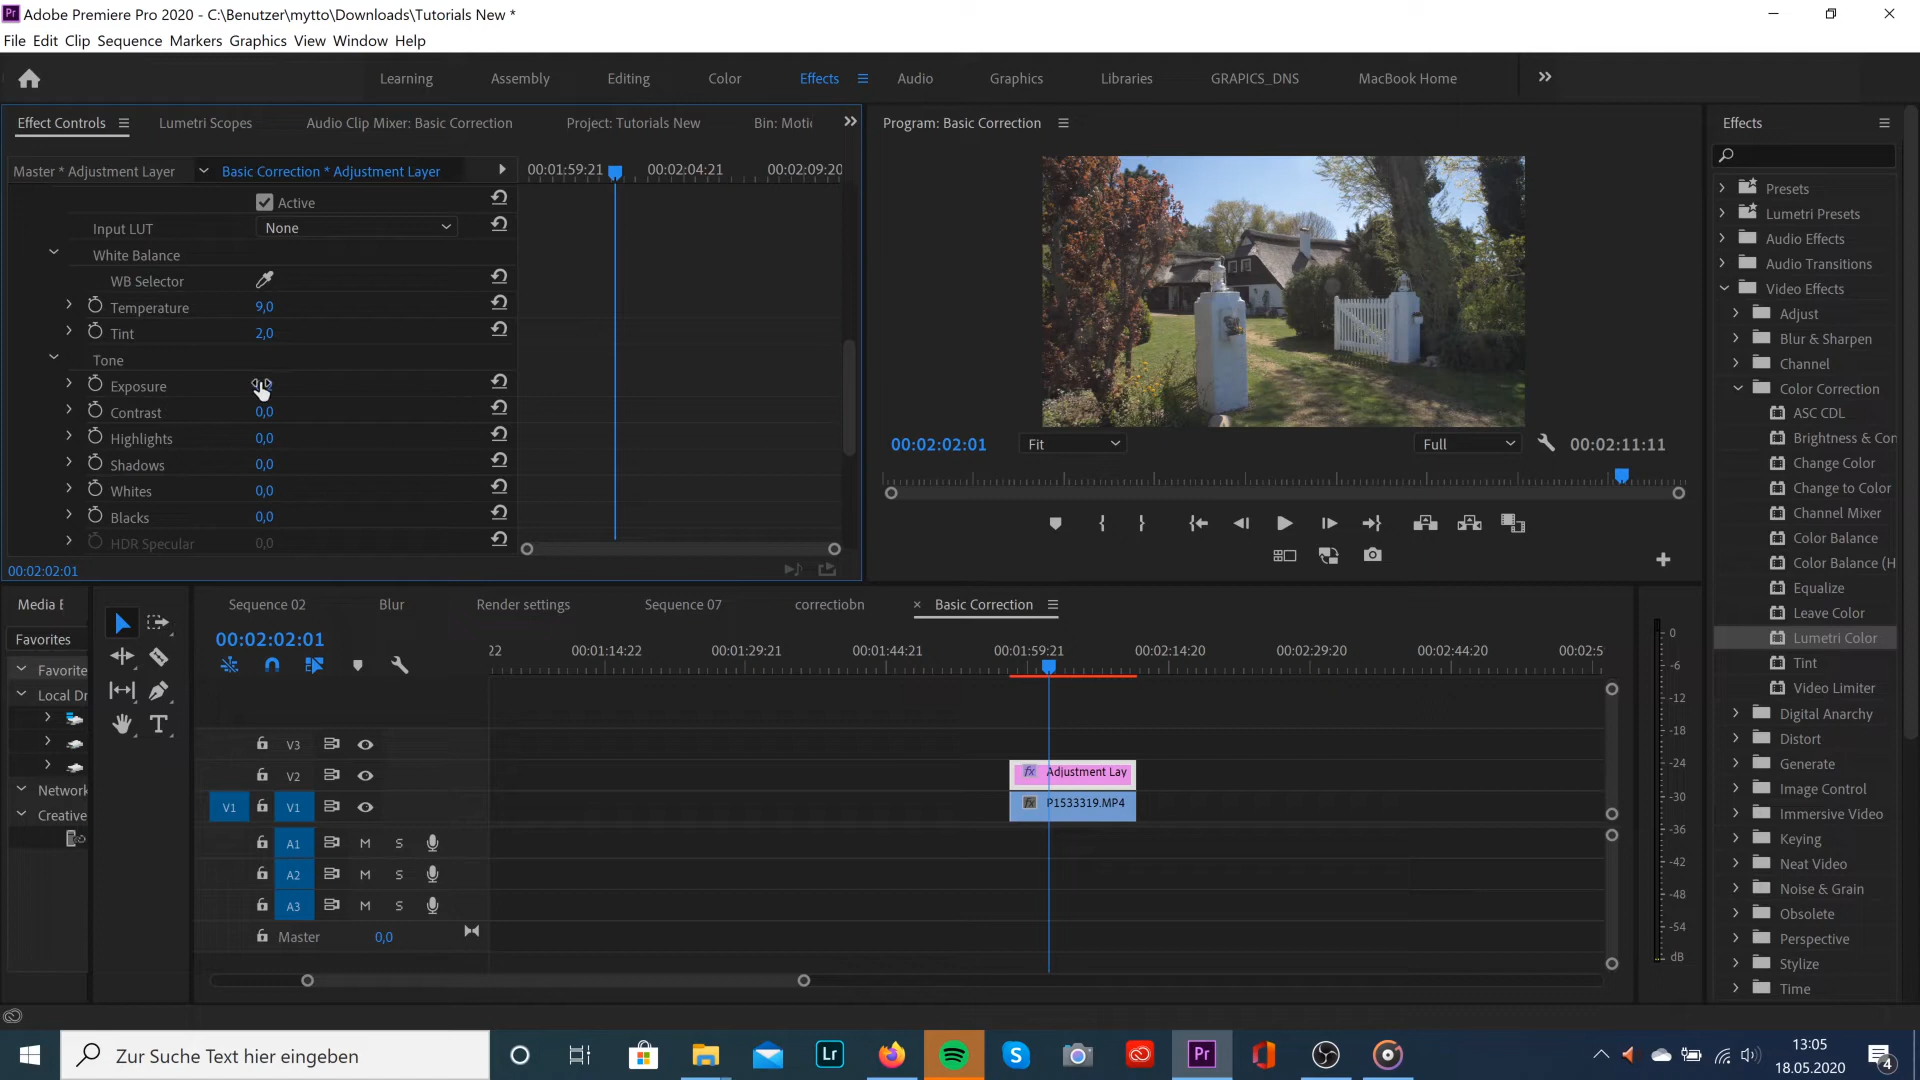 Adobe Premiere Pro 2020 - C:\Benutzer\mytto\Downloads\Tutorials New *
File Edit Clip Sequence Markers Graphics View Window Help
Learning Assembly Editing Color Effects Audio Graphics Libraries GRAPICS_DNS MacBook Home
Effect Controls Lumetri Scopes Audio Clip Mixer: Basic Correction Project: Tutorials New Bin: Moti
Master * Adjustment Layer Basic Correction * Adjustment Layer
00:01:59:21 00:02:04:21 00:02:09:20
Active
Input LUT None
White Balance
WB Selector
Temperature 9,0
Tint 2,0
Tone
Exposure
Contrast 0,0
Highlights 0,0
Shadows 0,0
Whites 0,0
Blacks 0,0
HDR Specular 0,0
00:02:02:01
Program: Basic Correction
00:02:02:01 Fit Full 00:02:11:11
Effects
Presets
Lumetri Presets
Audio Effects
Audio Transitions
Video Effects
Adjust
Blur & Sharpen
Channel
Color Correction
ASC CDL
Brightness & Con
Change Color
Change to Color
Channel Mixer
Color Balance
Color Balance (H
Equalize
Leave Color
Lumetri Color
Tint
Video Limiter
Digital Anarchy
Distort
Generate
Image Control
Immersive Video
Keying
Neat Video
Noise & Grain
Obsolete
Perspective
Stylize
Time
Media
Favorites
Favorite
Local Dr
Network
Creative
Sequence 02 Blur Render settings Sequence 07 correctiobn × Basic Correction
00:02:02:01
22 00:01:14:22 00:01:29:21 00:01:44:21 00:01:59:21 00:02:14:20 00:02:29:20 00:02:44:20 00:02:5
V3
V2
fx Adjustment Lay
V1 V1
fx P1533319.MP4
A1 M S
A2 M S
A3 M S
Master 0,0
0
-6
-12
-18
-24
-30
-36
-42
-48
-54
dB
Zur Suche Text hier eingeben
Lr
Pr
13:05
18.05.2020
4